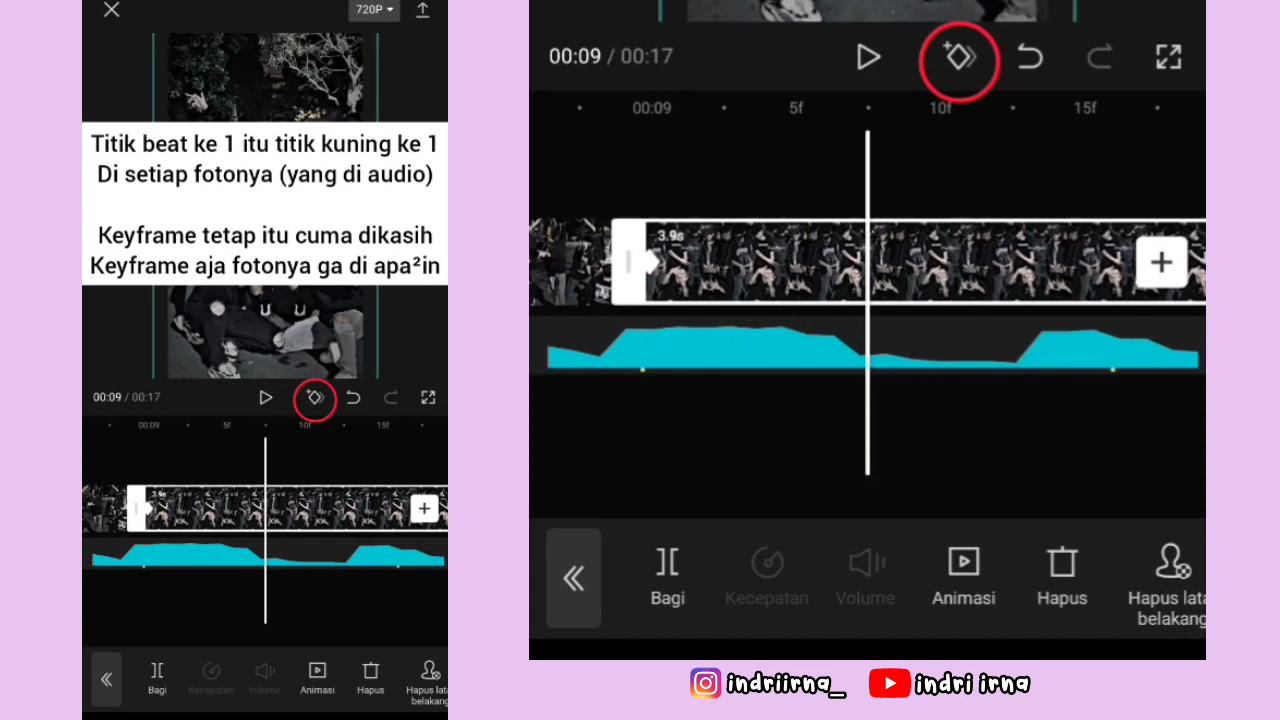 720P
Titik beat ke 1 itu titik kuning ke 1
Di setiap fotonya (yang di audio)
Keyframe tetap itu cuma dikasih
Keyframe aja fotonya ga di apa²in
00:09 / 00:17
00:09 5f 10f 15f
3.9s
Bagi Kecepatan Volume Animasi Hapus Hapus lata
belakang
00:09 / 00:17
00:09 5f 10f 15f
3.9s
Bagi Kecepatan Volume Animasi Hapus Hapus lata
belakang
indriirna_ indri irna